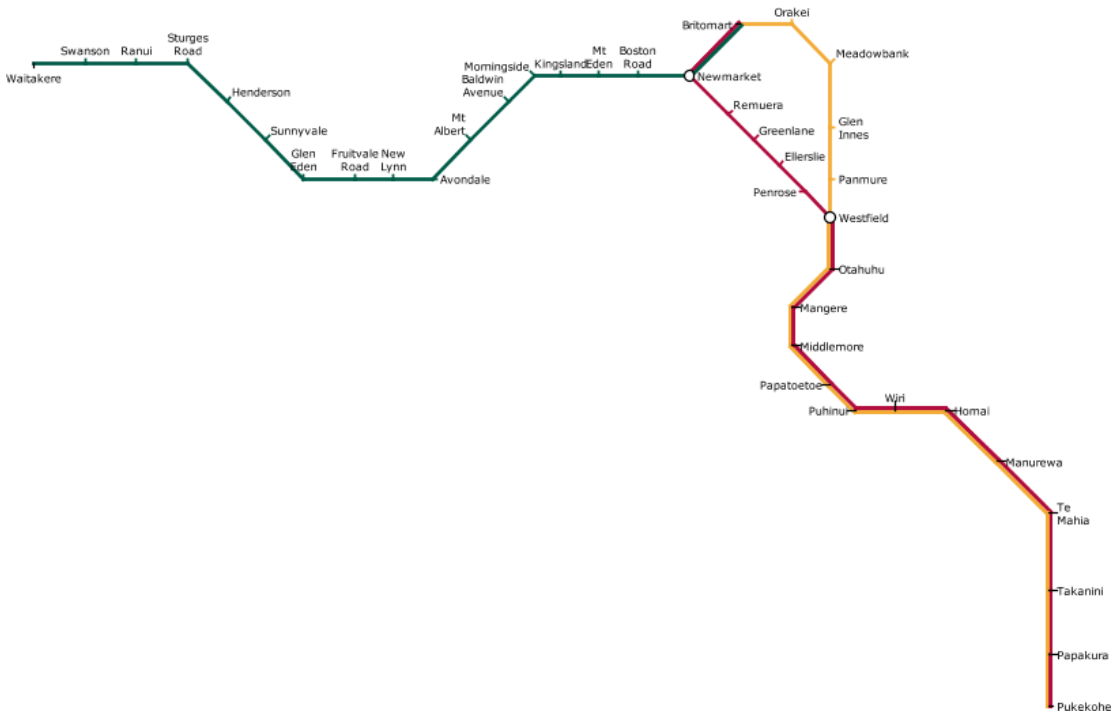 Waitakere
Swanson
Ranui
Sturges
Road
Henderson
Sunnyvale
Glen
Eden
Fruitvale
Road
New
Lynn
Avondale
Mt
Albert
Baldwin
Avenue
Morningside
Kingsland
Mt
Eden
Boston
Road
Newmarket
Britomart
Orakei
Meadowbank
Glen
Innes
Panmure
Remuera
Greenlane
Ellerslie
Penrose
Westfield
Otahuhu
Mangere
Middlemore
Papatoetoe
Puhinui
Wiri
Homai
Manurewa
Te
Mahia
Takanini
Papakura
Pukekohe